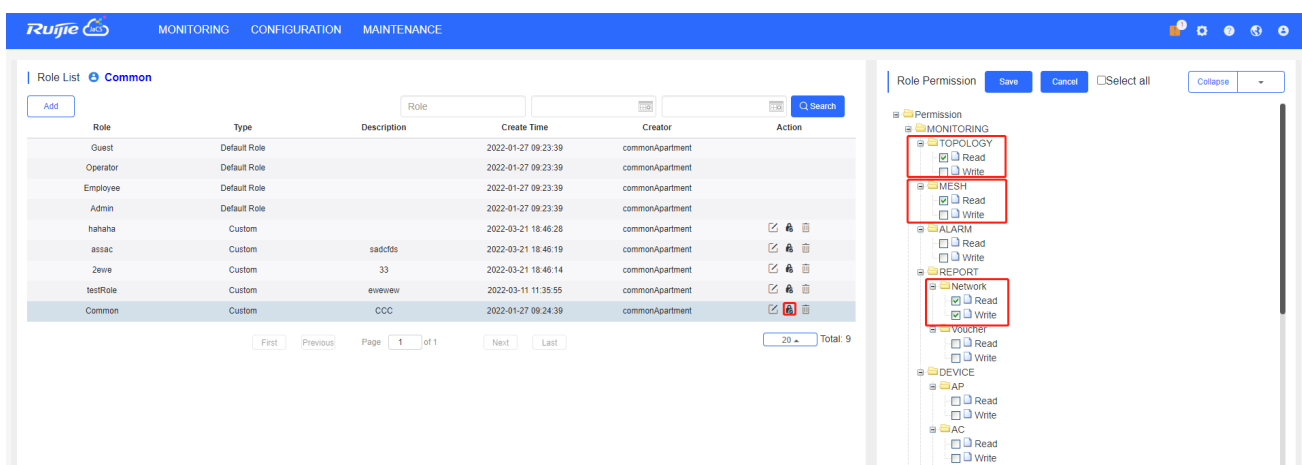 Ruijie JaCS MONITORING CONFIGURATION MAINTENANCE 1
Role List Common
Add Role Search
Role Type Description Create Time Creator Action
Guest Default Role 2022-01-27 09:23:39 commonApartment
Operator Default Role 2022-01-27 09:23:39 commonApartment
Employee Default Role 2022-01-27 09:23:39 commonApartment
Admin Default Role 2022-01-27 09:23:39 commonApartment
hahaha Custom 2022-03-21 18:46:28 commonApartment
assac Custom sadcfds 2022-03-21 18:46:19 commonApartment
2ewe Custom 33 2022-03-21 18:46:14 commonApartment
testRole Custom ewewew 2022-03-11 11:35:55 commonApartment
Common Custom CCC 2022-01-27 09:24:39 commonApartment
First Previous Page 1 of 1 Next Last 20 Total: 9
Role Permission Save Cancel Select all Collapse
Permission
MONITORING
TOPOLOGY
Read
Write
MESH
Read
Write
ALARM
Read
Write
REPORT
Network
Read
Write
Voucher
Read
Write
DEVICE
AP
Read
Write
AC
Read
Write